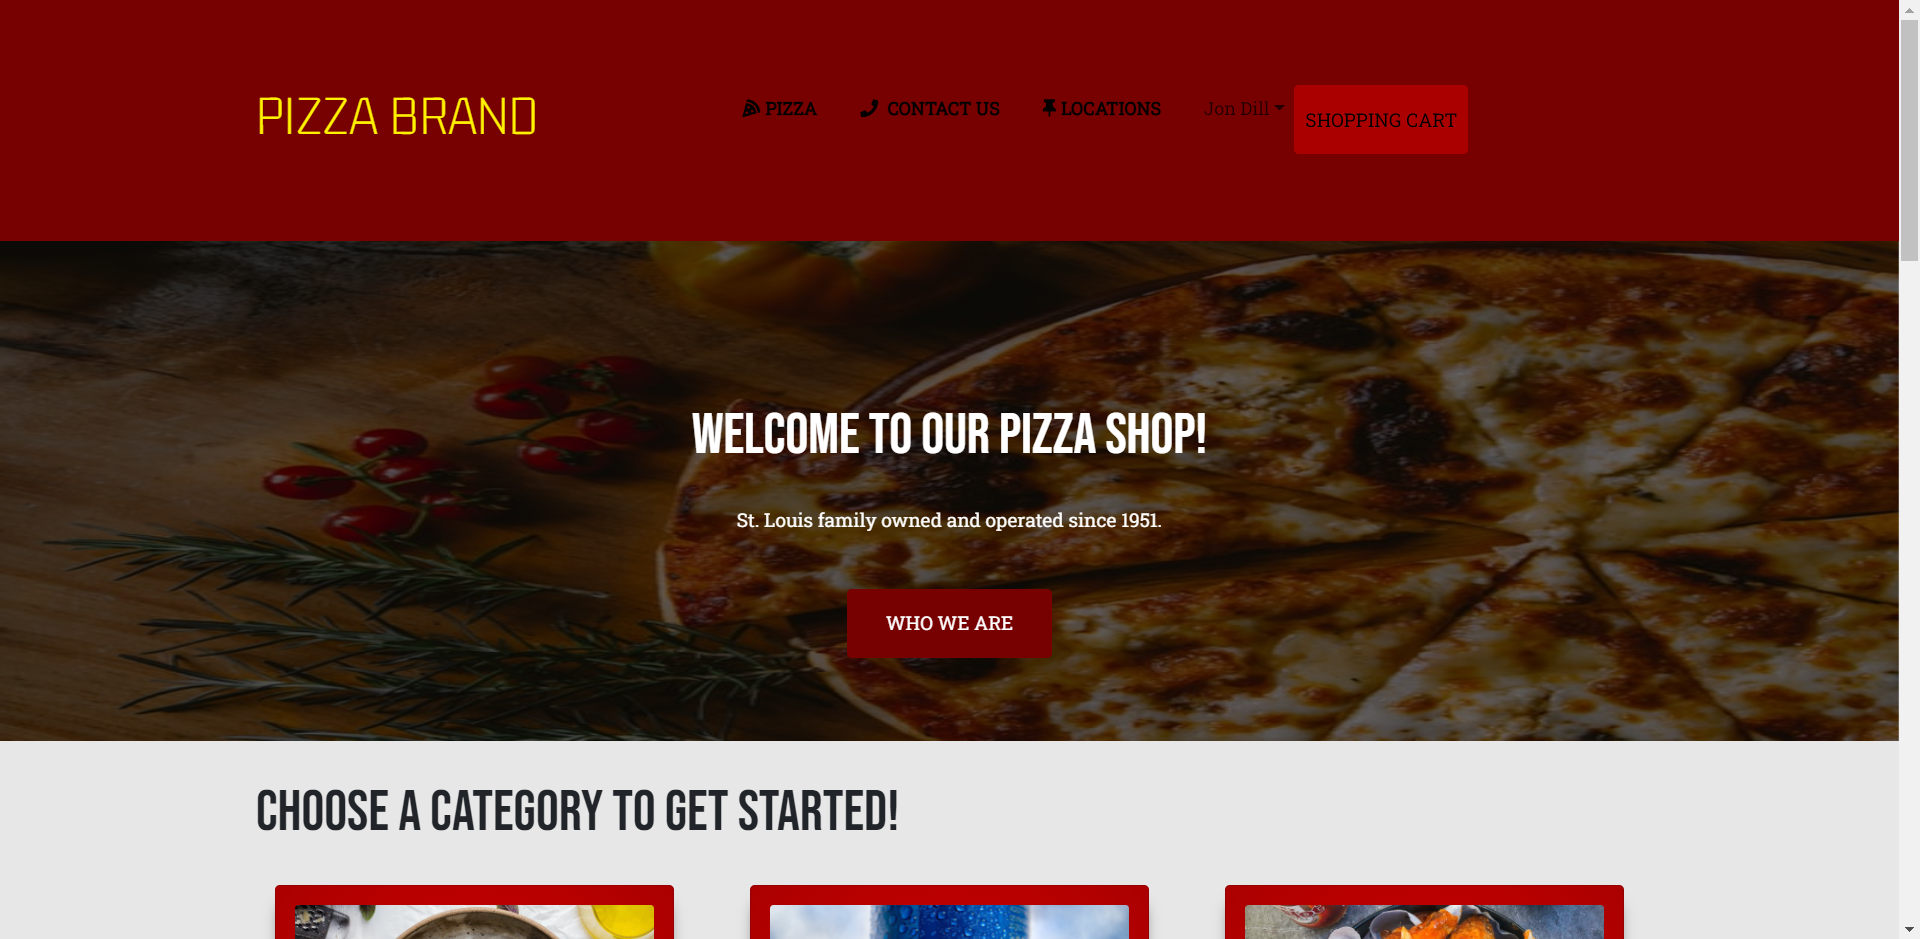 PIZZA BRAND
PIZZA
CONTACT US
LOCATIONS
Jon Dill
SHOPPING CART
WELCOME TO OUR PIZZA SHOP!
St. Louis family owned and operated since 1951.
WHO WE ARE
CHOOSE A CATEGORY TO GET STARTED!